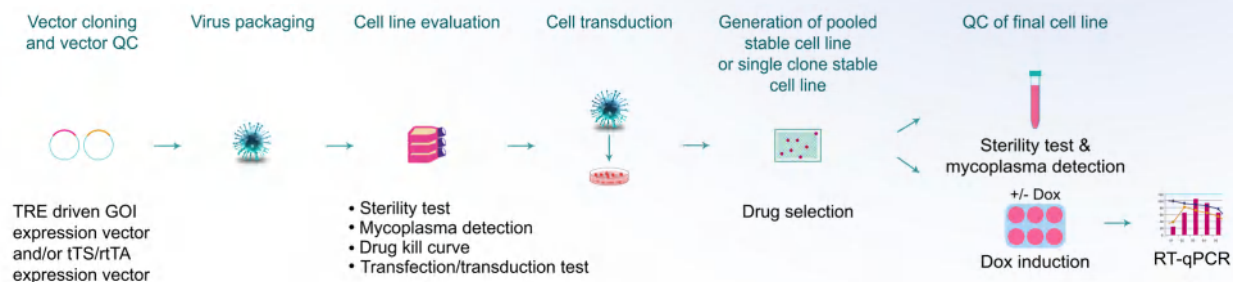 Vector cloning
and vector QC
Virus packaging
Cell line evaluation
Cell transduction
Generation of pooled
stable cell line
or single clone stable
cell line
QC of final cell line
TRE driven GOI
expression vector
and/or tTS/rtTA
expression vector
• Sterility test
• Mycoplasma detection
• Drug kill curve
• Transfection/transduction test
Drug selection
Sterility test &
mycoplasma detection
+/- Dox
Dox induction
RT-qPCR